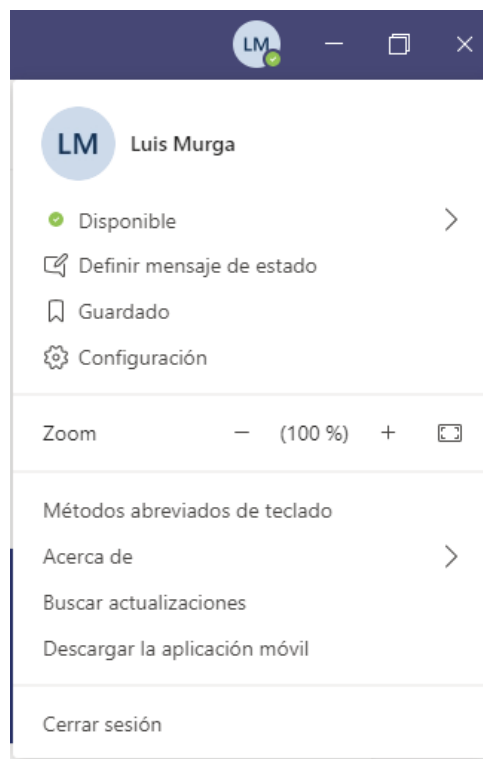 LM
LM Luis Murga
Disponible
Definir mensaje de estado
Guardado
Configuración
Zoom − (100 %) +
Métodos abreviados de teclado
Acerca de
Buscar actualizaciones
Descargar la aplicación móvil
Cerrar sesión